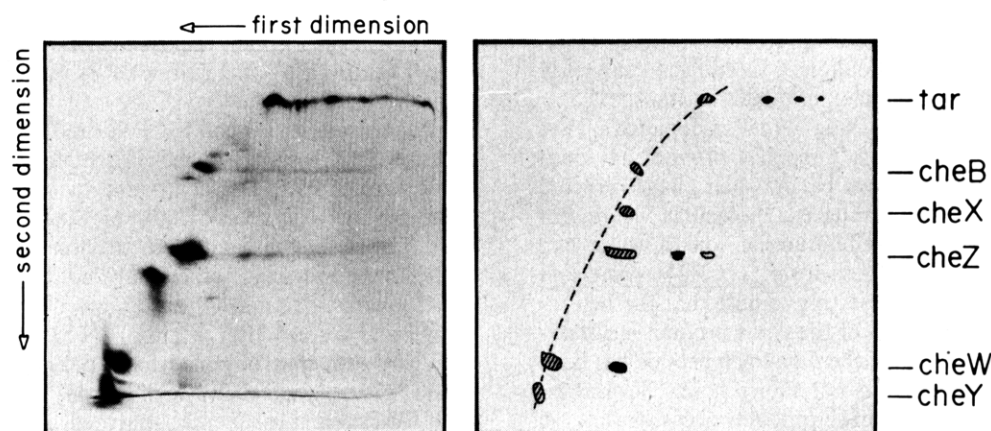 first dimension
second dimension
tar
cheB
cheX
cheZ
cheW
cheY